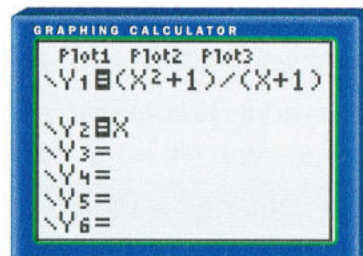 GRAPHING CALCULATOR
Plot1 Plot2 Plot3
\Y₁=(X²+1)/(X+1)
\Y₂=X
\Y₃=
\Y₄=
\Y₅=
\Y₆=